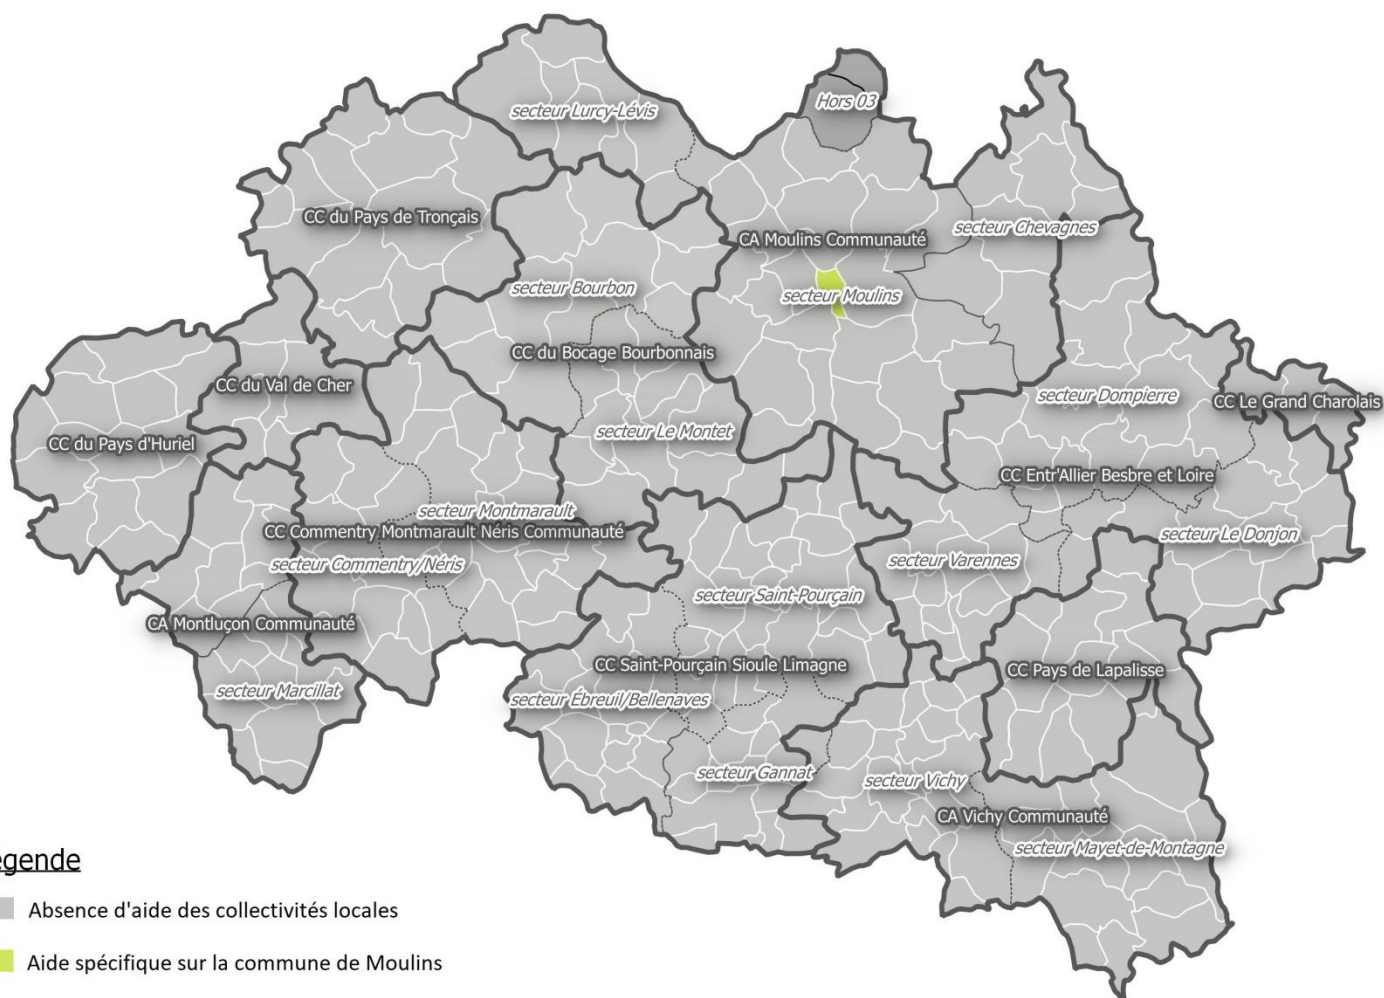 secteur Lurcy-Lévis
Hors 03
CC du Pays de Tronçais
secteur Chevagnes
CA Moulins Communauté
secteur Bourbon
secteur Moulins
CC du Bocage Bourbonnais
CC du Val de Cher
secteur Dompierre
CC Le Grand Charolais
CC du Pays d'Huriel
secteur Le Montet
CC Entr'Allier Besbre et Loire
secteur Montmarault
CC Commentry Montmarault Néris Communauté
secteur Le Donjon
secteur Commentry/Néris
secteur Varennes
secteur Saint-Pourçain
CA Montluçon Communauté
CC Saint-Pourçain Sioule Limagne
CC Pays de Lapalisse
secteur Marcillat
secteur Ébreuil/Bellenaves
secteur Gannat
secteur Vichy
CA Vichy Communauté
secteur Mayet-de-Montagne
égende
Absence d'aide des collectivités locales
Aide spécifique sur la commune de Moulins